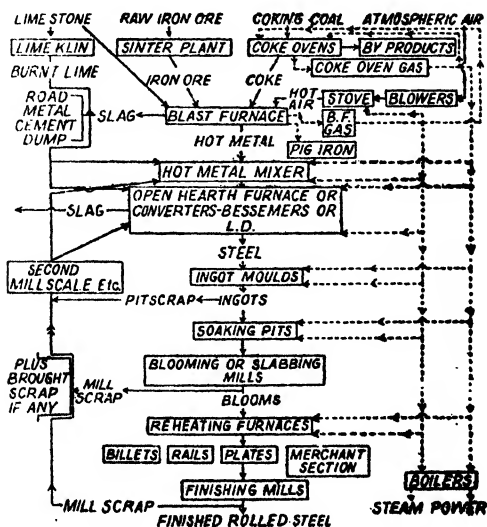 LIME STONE RAW IRON ORE COKING COAL ATMOSPHERIC AIR
LIME KLIN SINTER PLANT COKE OVENS BY PRODUCTS
BURNT LIME COKE OVEN GAS
IRON ORE COKE
ROAD METAL CEMENT DUMP
SLAG BLAST FURNACE HOT AIR STOVE BLOWERS
B.F. GAS
HOT METAL PIG IRON
HOT METAL MIXER
OPEN HEARTH FURNACE OR
CONVERTERS-BESSEMERS OR
L.D.
SLAG
STEEL
SECOND
MILLSCALE Etc.
INGOT MOULDS
PITSCRAP INGOTS
SOAKING PITS
PLUS
BROUGHT
SCRAP
IF ANY
MILL
SCRAP
BLOOMING OR SLABBING
MILLS
BLOOMS
REHEATING FURNACES
BILLETS RAILS PLATES MERCHANT
SECTION
BOILERS
FINISHING MILLS
MILL SCRAP STEAM POWER
FINISHED ROLLED STEEL